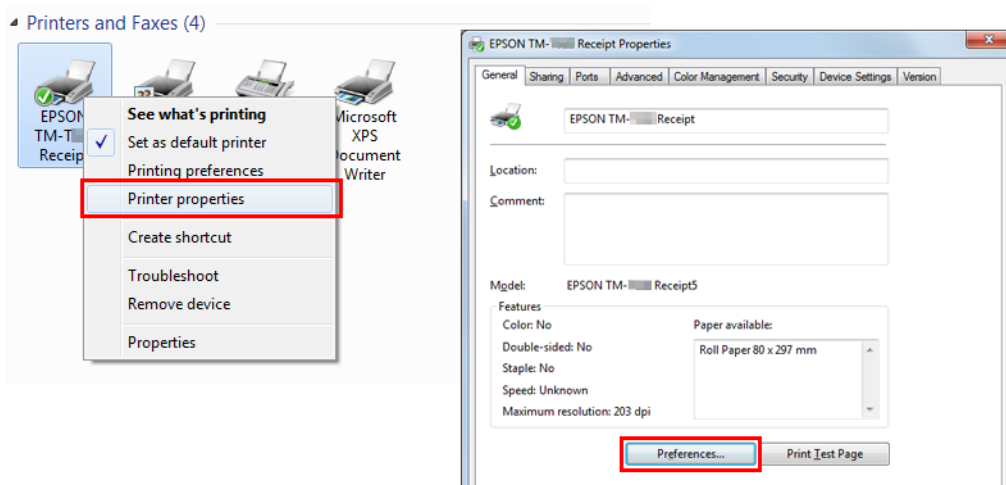 Printers and Faxes (4)
EPSON
TM-T
Receip
Microsoft
XPS
Document
Writer
See what's printing
Set as default printer
Printing preferences
Printer properties
Create shortcut
Troubleshoot
Remove device
Properties
EPSON TM- Receipt Properties
General Sharing Ports Advanced Color Management Security Device Settings Version
EPSON TM- Receipt
Location:
Comment:
Model: EPSON TM- Receipt5
Features
Color: No Paper available:
Double-sided: No Roll Paper 80 x 297 mm
Staple: No
Speed: Unknown
Maximum resolution: 203 dpi
Preferences... Print Test Page